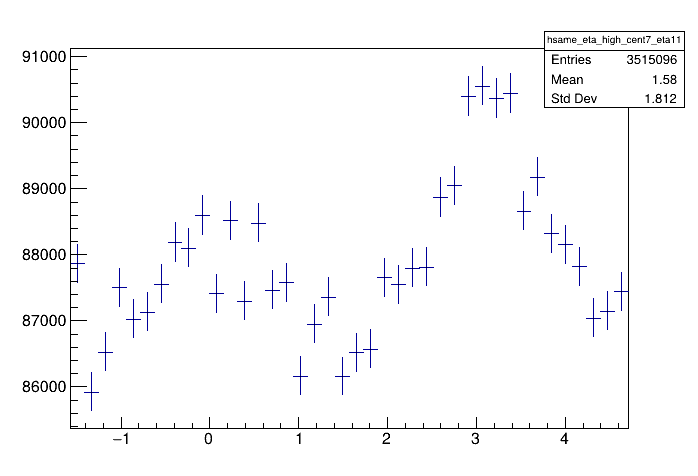 hsame_eta_high_cent7_eta11
Entries 3515096
Mean 1.58
Std Dev 1.812
91000
90000
89000
88000
87000
86000
−1 0 1 2 3 4